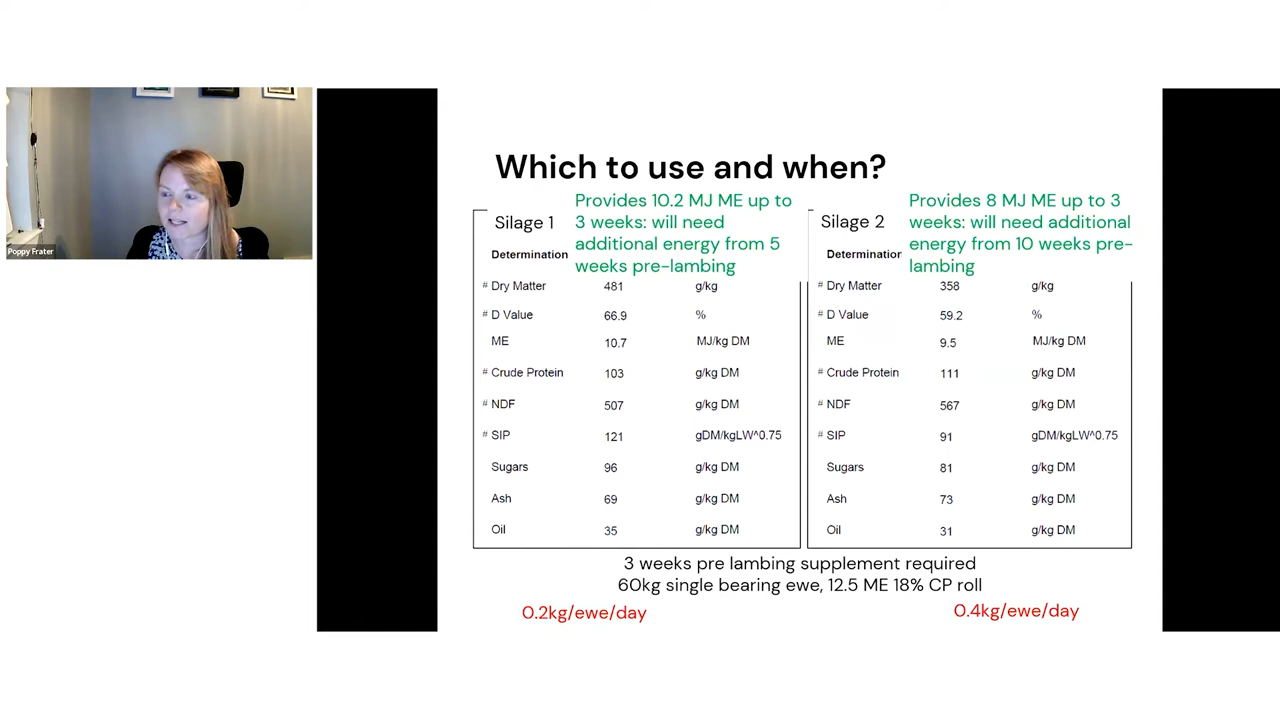 Poppy Frater
Which to use and when?
Silage 1
Provides 10.2 MJ ME up to
3 weeks: will need
additional energy from 5
weeks pre-lambing
Determination
# Dry Matter 481 g/kg
# D Value 66.9 %
ME 10.7 MJ/kg DM
# Crude Protein 103 g/kg DM
# NDF 507 g/kg DM
# SIP 121 gDM/kgLW^0.75
Sugars 96 g/kg DM
Ash 69 g/kg DM
Oil 35 g/kg DM
Silage 2
Provides 8 MJ ME up to 3
weeks: will need additional
energy from 10 weeks pre-
lambing
Determination
# Dry Matter 358 g/kg
# D Value 59.2 %
ME 9.5 MJ/kg DM
# Crude Protein 111 g/kg DM
# NDF 567 g/kg DM
# SIP 91 gDM/kgLW^0.75
Sugars 81 g/kg DM
Ash 73 g/kg DM
Oil 31 g/kg DM
3 weeks pre lambing supplement required
60kg single bearing ewe, 12.5 ME 18% CP roll
0.2kg/ewe/day
0.4kg/ewe/day